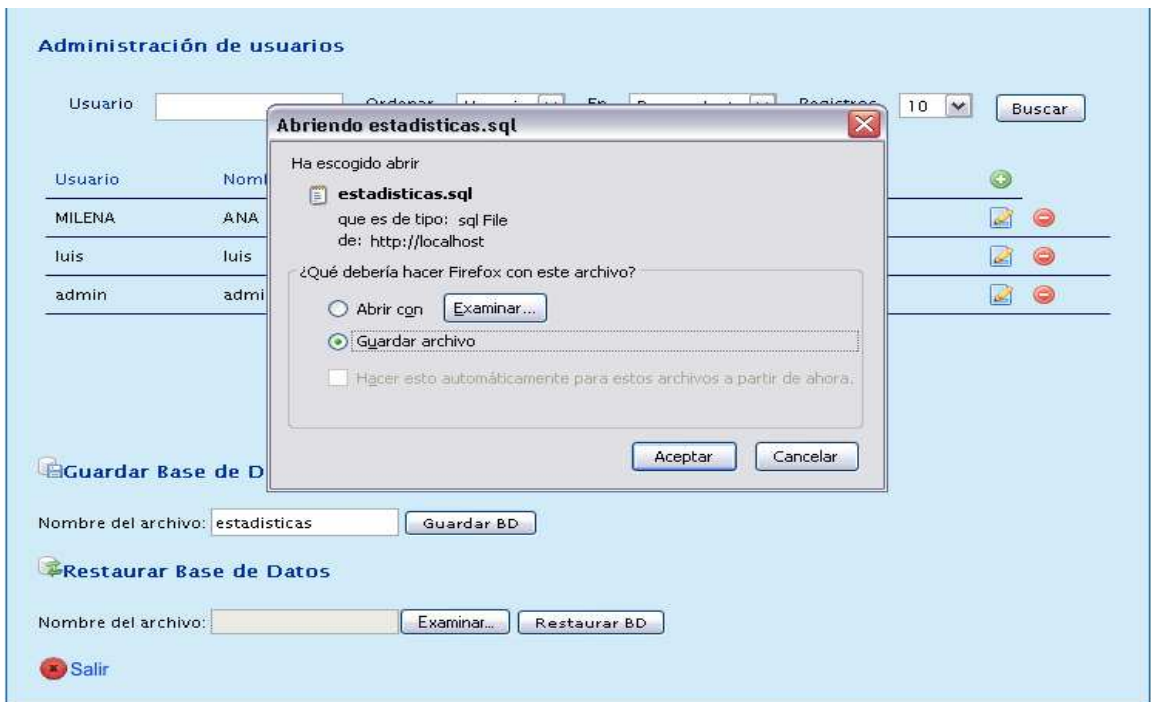 Administración de usuarios
Usuario 10 Buscar
Abriendo estadisticas.sql
Ha escogido abrir
estadisticas.sql
que es de tipo: sql File
de: http://localhost
¿Qué debería hacer Firefox con este archivo?
Abrir con Examinar...
Guardar archivo
Hacer esto automáticamente para estos archivos a partir de ahora.
Aceptar Cancelar
Usuario
MILENA ANA
luis luis
admin admi
Guardar Base de D
Nombre del archivo: estadisticas Guardar BD
Restaurar Base de Datos
Nombre del archivo: Examinar... Restaurar BD
Salir